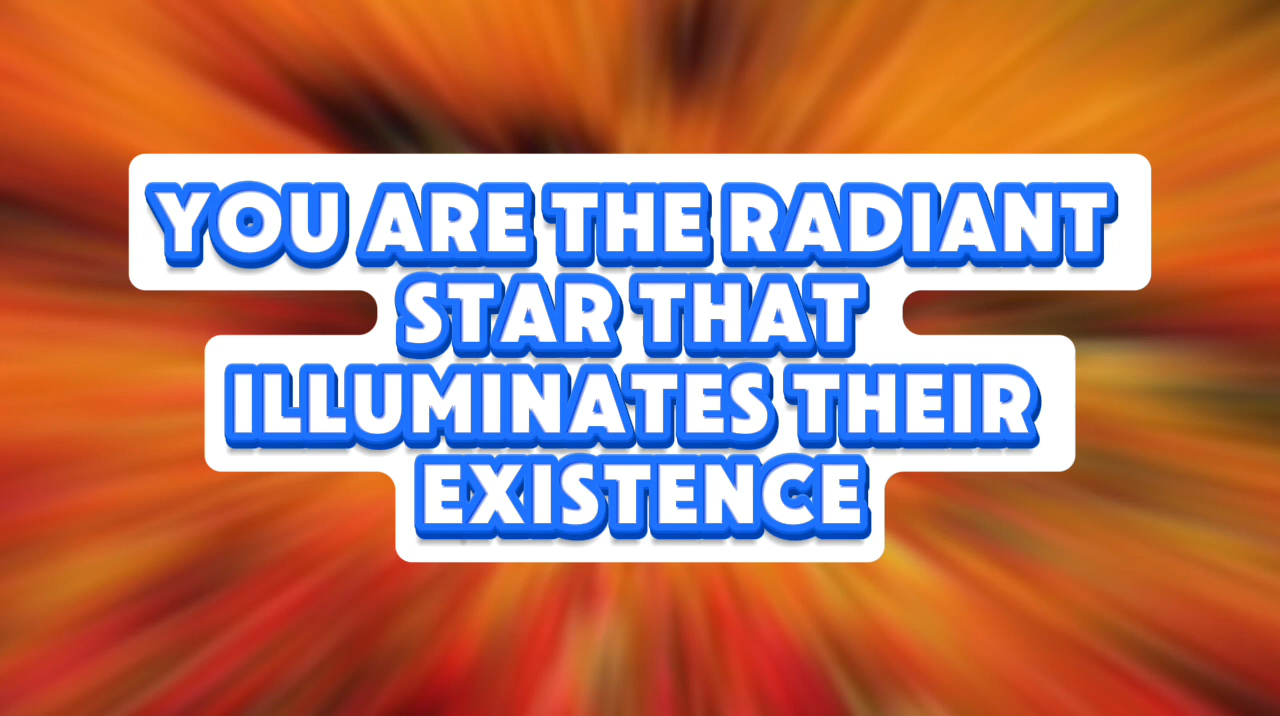 YOU ARE THE RADIANT
STAR THAT
ILLUMINATES THEIR
EXISTENCE